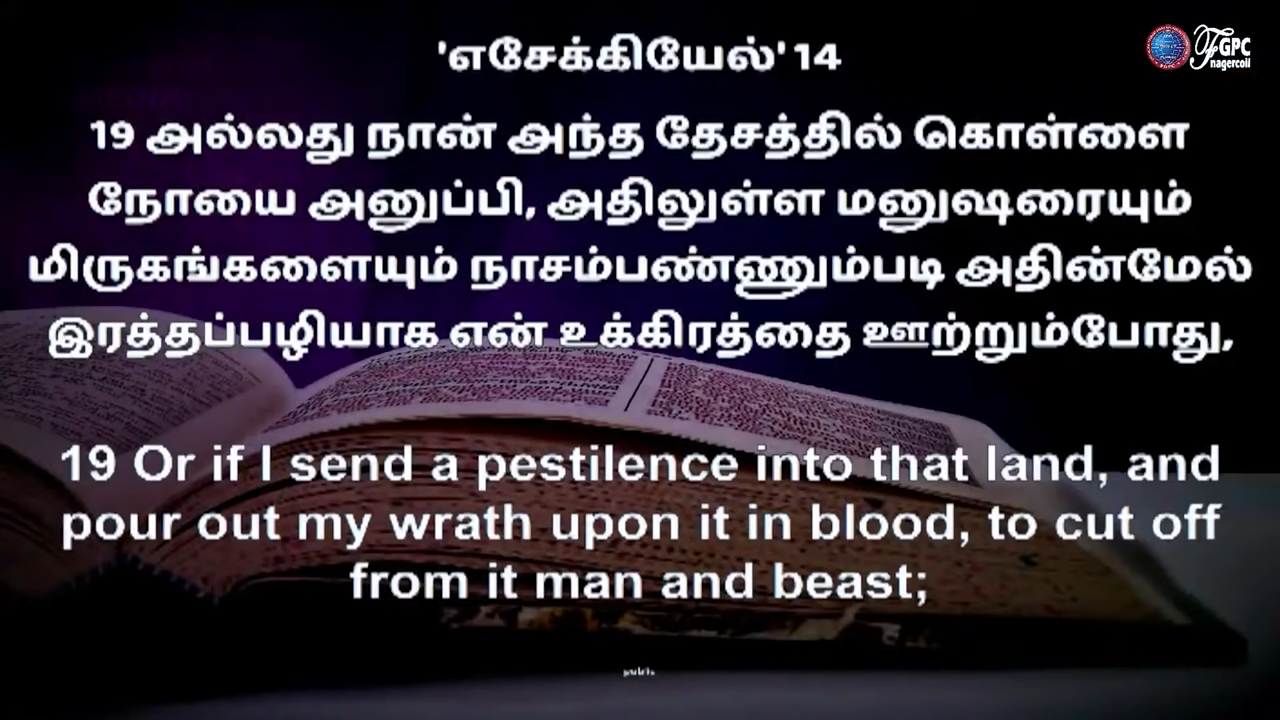 'எசேக்கியேல்' 14
FGPC
nagercoil
19 அல்லது நான் அந்த தேசத்தில் கொள்ளை
நோயை அனுப்பி, அதிலுள்ள மனுஷரையும்
மிருகங்களையும் நாசம்பண்ணும்படி அதின்மேல்
இரத்தப்பழியாக என் உக்கிரத்தை ஊற்றும்போது,
19 Or if I send a pestilence into that land, and
pour out my wrath upon it in blood, to cut off
from it man and beast;